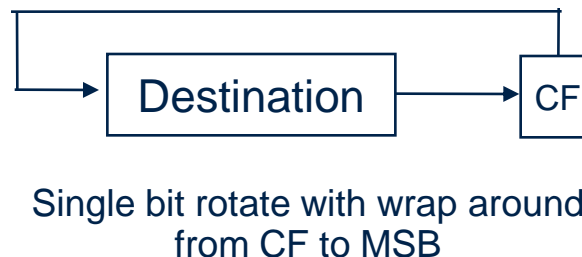 Destination
CF
Single bit rotate with wrap around
from CF to MSB